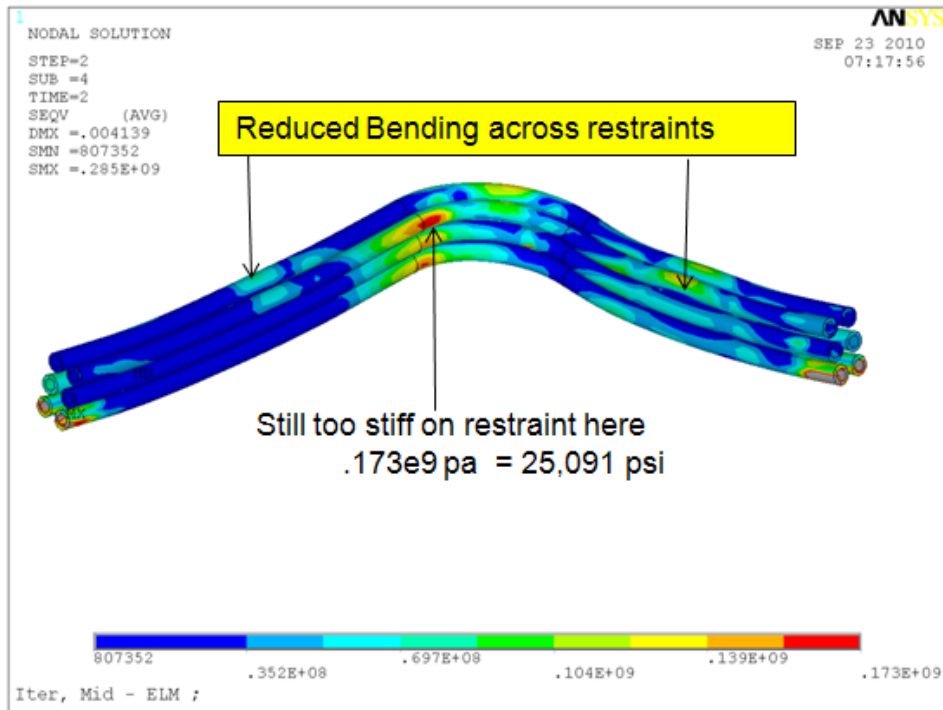 1
NODAL SOLUTION
STEP=2
SUB =4
TIME=2
SEQV (AVG)
DMX =.004139
SMN =807352
SMX =.285E+09
ANSYS
SEP 23 2010
07:17:56
Reduced Bending across restraints
Still too stiff on restraint here
.173e9 pa = 25,091 psi
807352 .697E+08 .139E+09
.352E+08 .104E+09 .173E+09
Iter, Mid - ELM ;